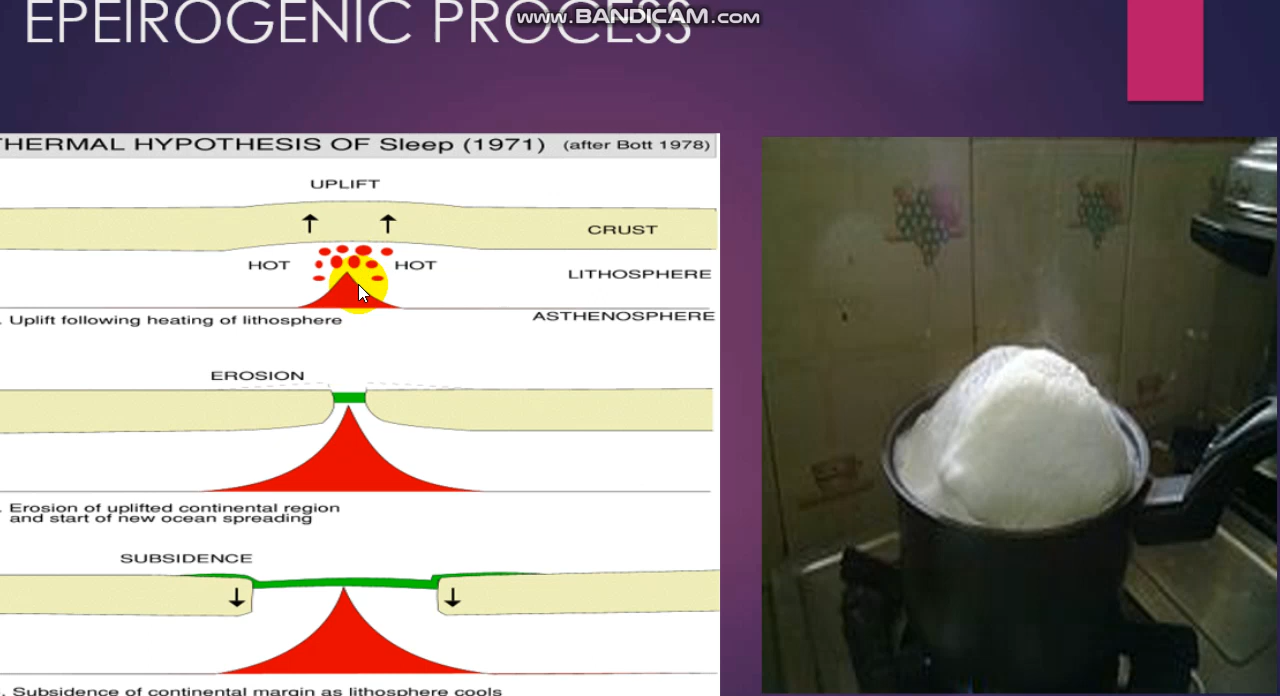 www.BANDICAM.com
EPEIROGENIC PROCESS
THERMAL HYPOTHESIS OF Sleep (1971) (after Bott 1978)
UPLIFT
CRUST
HOT HOT
LITHOSPHERE
ASTHENOSPHERE
. Uplift following heating of lithosphere
EROSION
. Erosion of uplifted continental region
and start of new ocean spreading
SUBSIDENCE
. Subsidence of continental margin as lithosphere cools